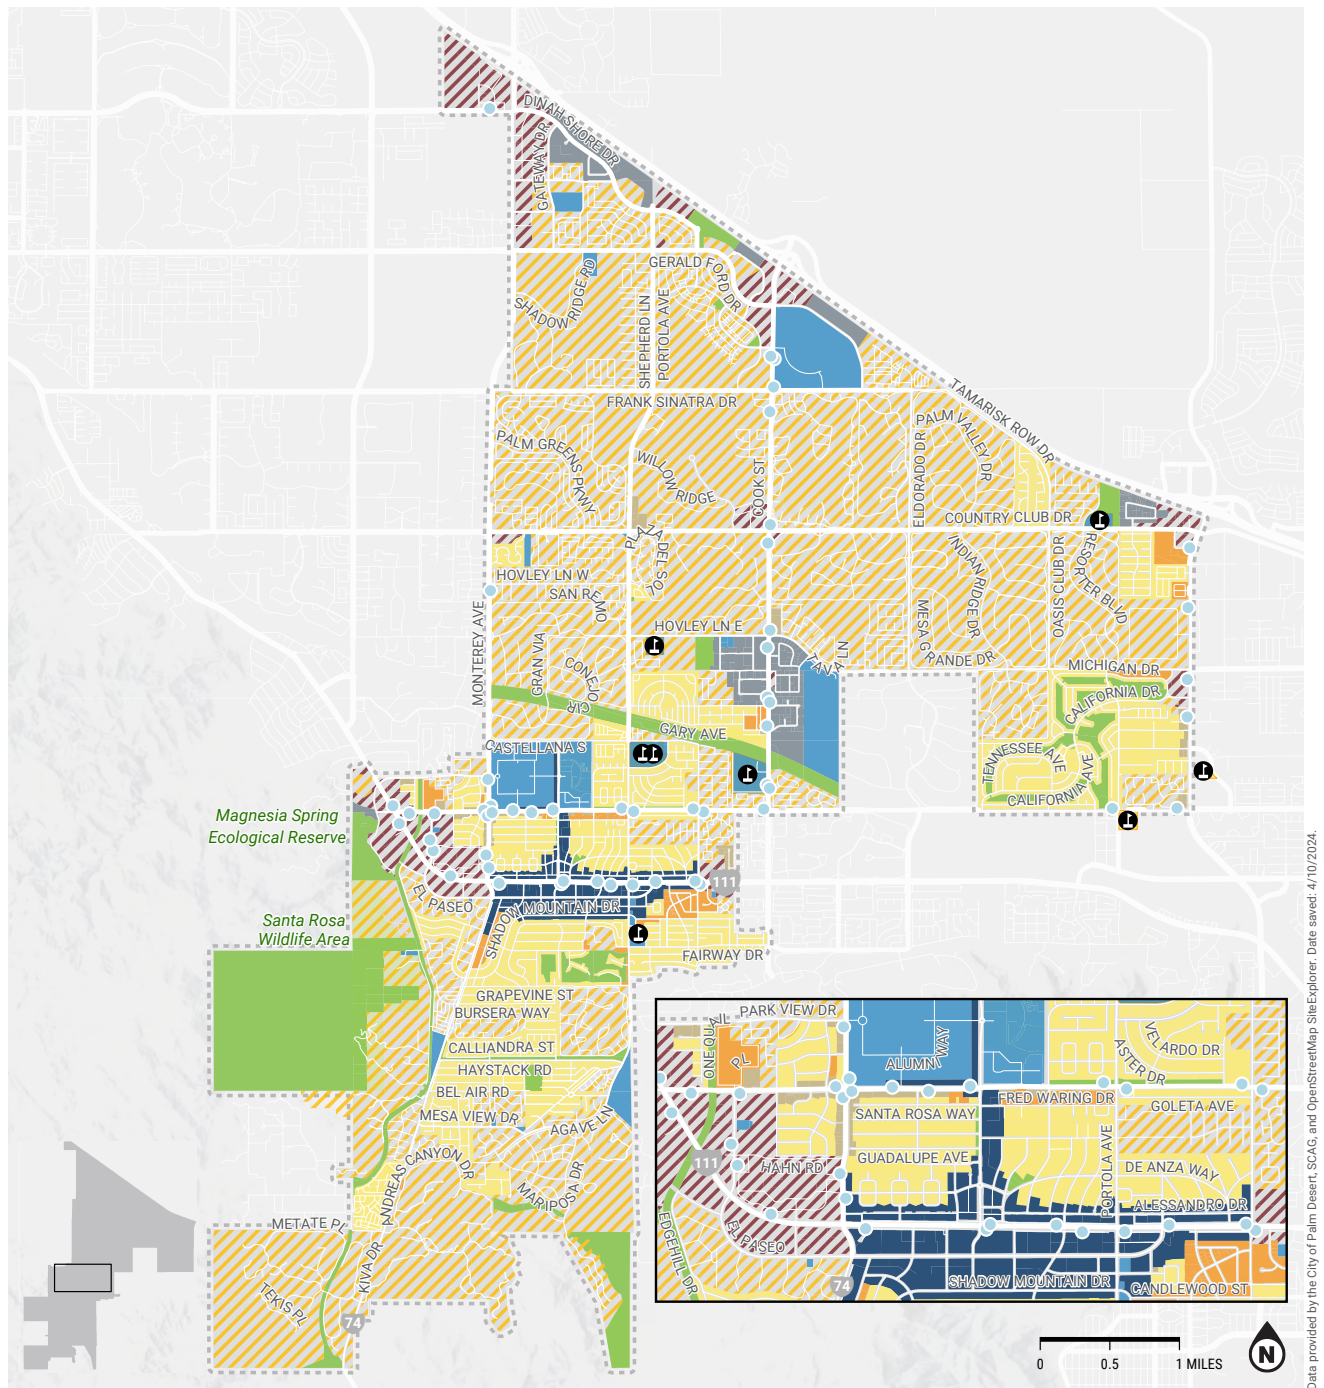 DINAH SHORE DR
GATEWAY DR
GERALD FORD DR
SHADOW RIDGE RD
SHEPHERD LN
PORTOLA AVE
FRANK SINATRA DR
TAMARISK ROW DR
PALM VALLEY DR
ELDORADO DR
PALM GREENS PKWY
WILLOW RIDGE
COOK ST
COUNTRY CLUB DR
PLAZA DEL SOL
HOVLEY LN W
SAN REMO
INDIAN RIDGE DR
OASIS CLUB DR
RESORTER BLVD
MONTEREY AVE
HOVLEY LN E
MESA GRANDE DR
TAVA LN
GRAN VIA
CONEJO CIR
MICHIGAN DR
CALIFORNIA DR
GARY AVE
CASTELLANA S
TENNESSEE AVE
CALIFORNIA AVE
Magnesia Spring
Ecological Reserve
111
EL PASEO
SHADOW MOUNTAIN DR
Santa Rosa
Wildlife Area
FAIRWAY DR
GRAPEVINE ST
BURSERA WAY
CALLIANDRA ST
HAYSTACK RD
BEL AIR RD
MESA VIEW DR
AGAVE LN
ANDREAS CANYON DR
MARIPOSA DR
METATE PL
KIVA DR
TEKIS PL
74
PARK VIEW DR
ONE QUAIL PL
ALUMNI WAY
VELARDO DR
ASTER DR
FRED WARING DR
SANTA ROSA WAY
GOLETA AVE
GUADALUPE AVE
PORTOLA AVE
DE ANZA WAY
111
HAHN RD
ALESSANDRO DR
EDGEHILL DR
EL PASEO
74
SHADOW MOUNTAIN DR
CANDLEWOOD ST
0 0.5 1 MILES
N
Data provided by the City of Palm Desert, SCAG, and OpenStreetMap SiteExplorer. Date saved: 4/10/2024.